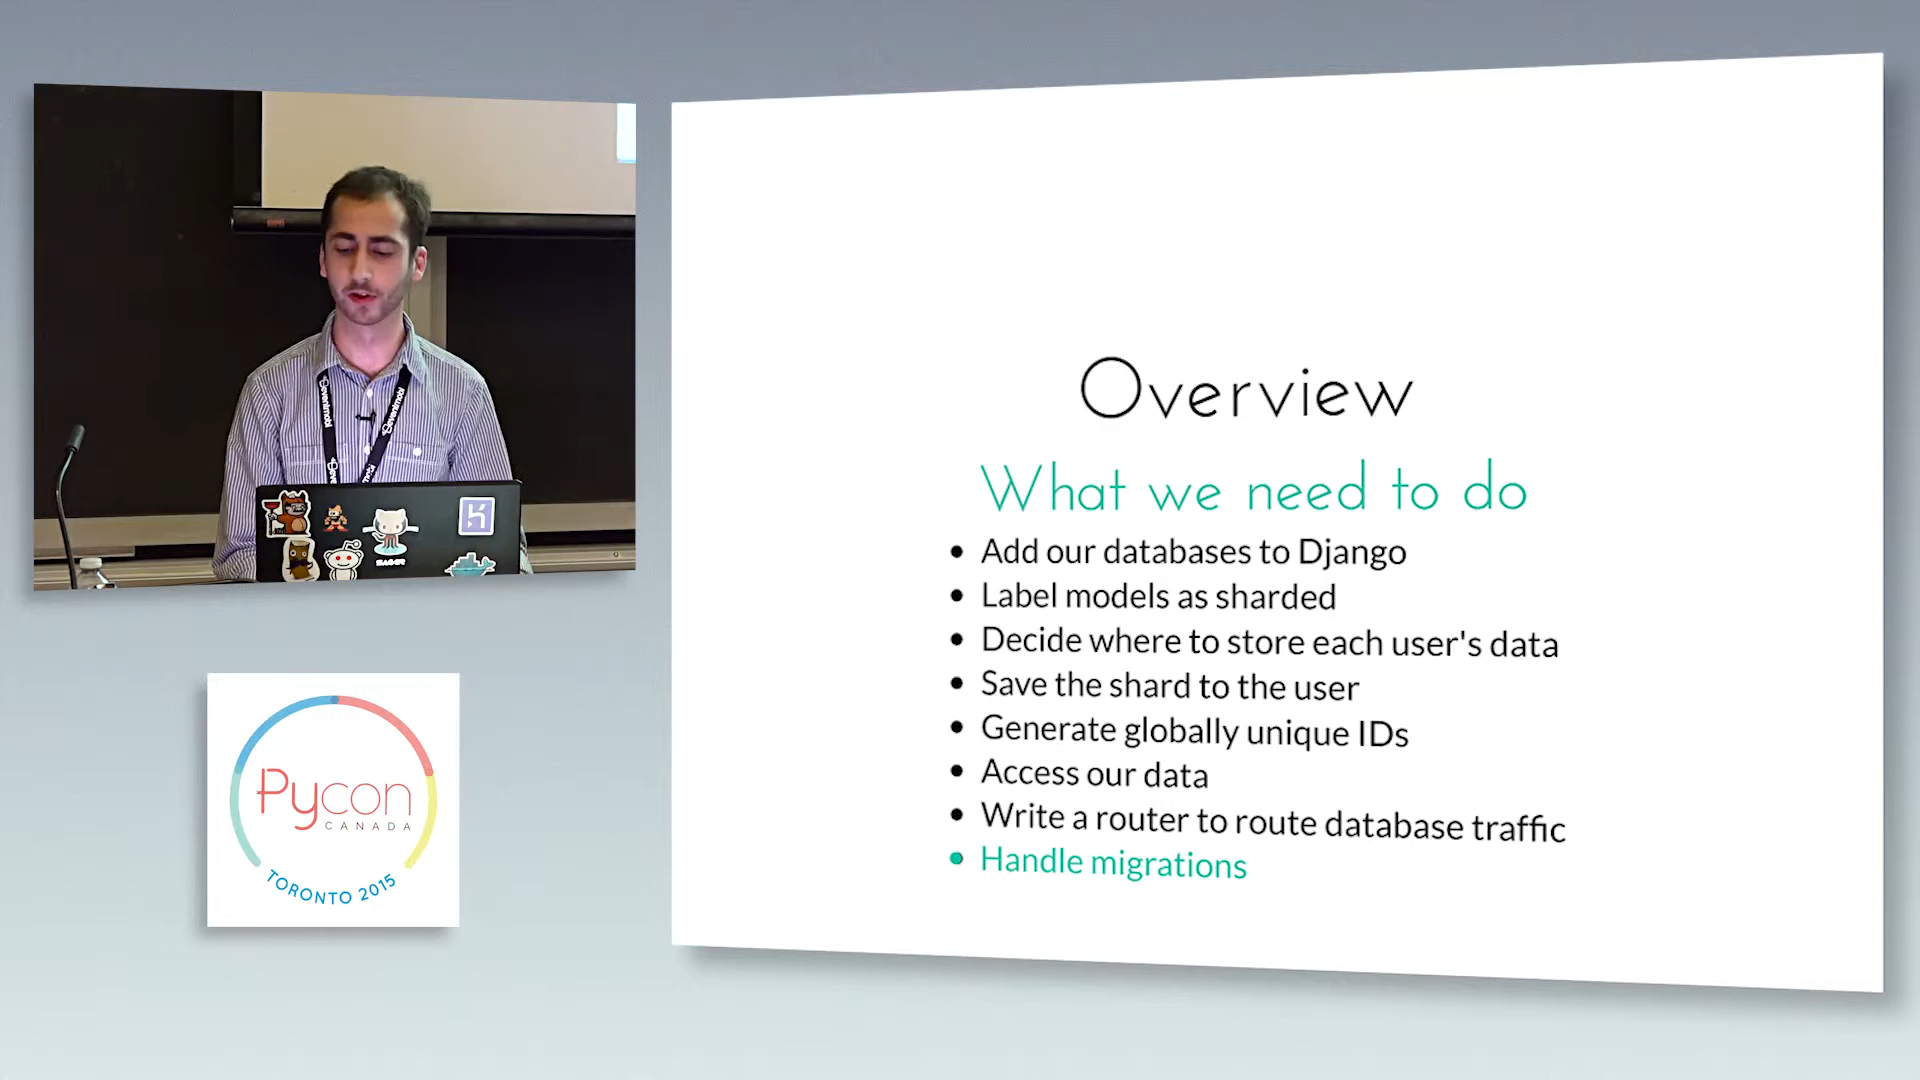 Overview
What we need to do
• Add our databases to Django
• Label models as sharded
• Decide where to store each user's data
• Save the shard to the user
• Generate globally unique IDs
• Access our data
• Write a router to route database traffic
• Handle migrations
Pycon
CANADA
TORONTO 2015